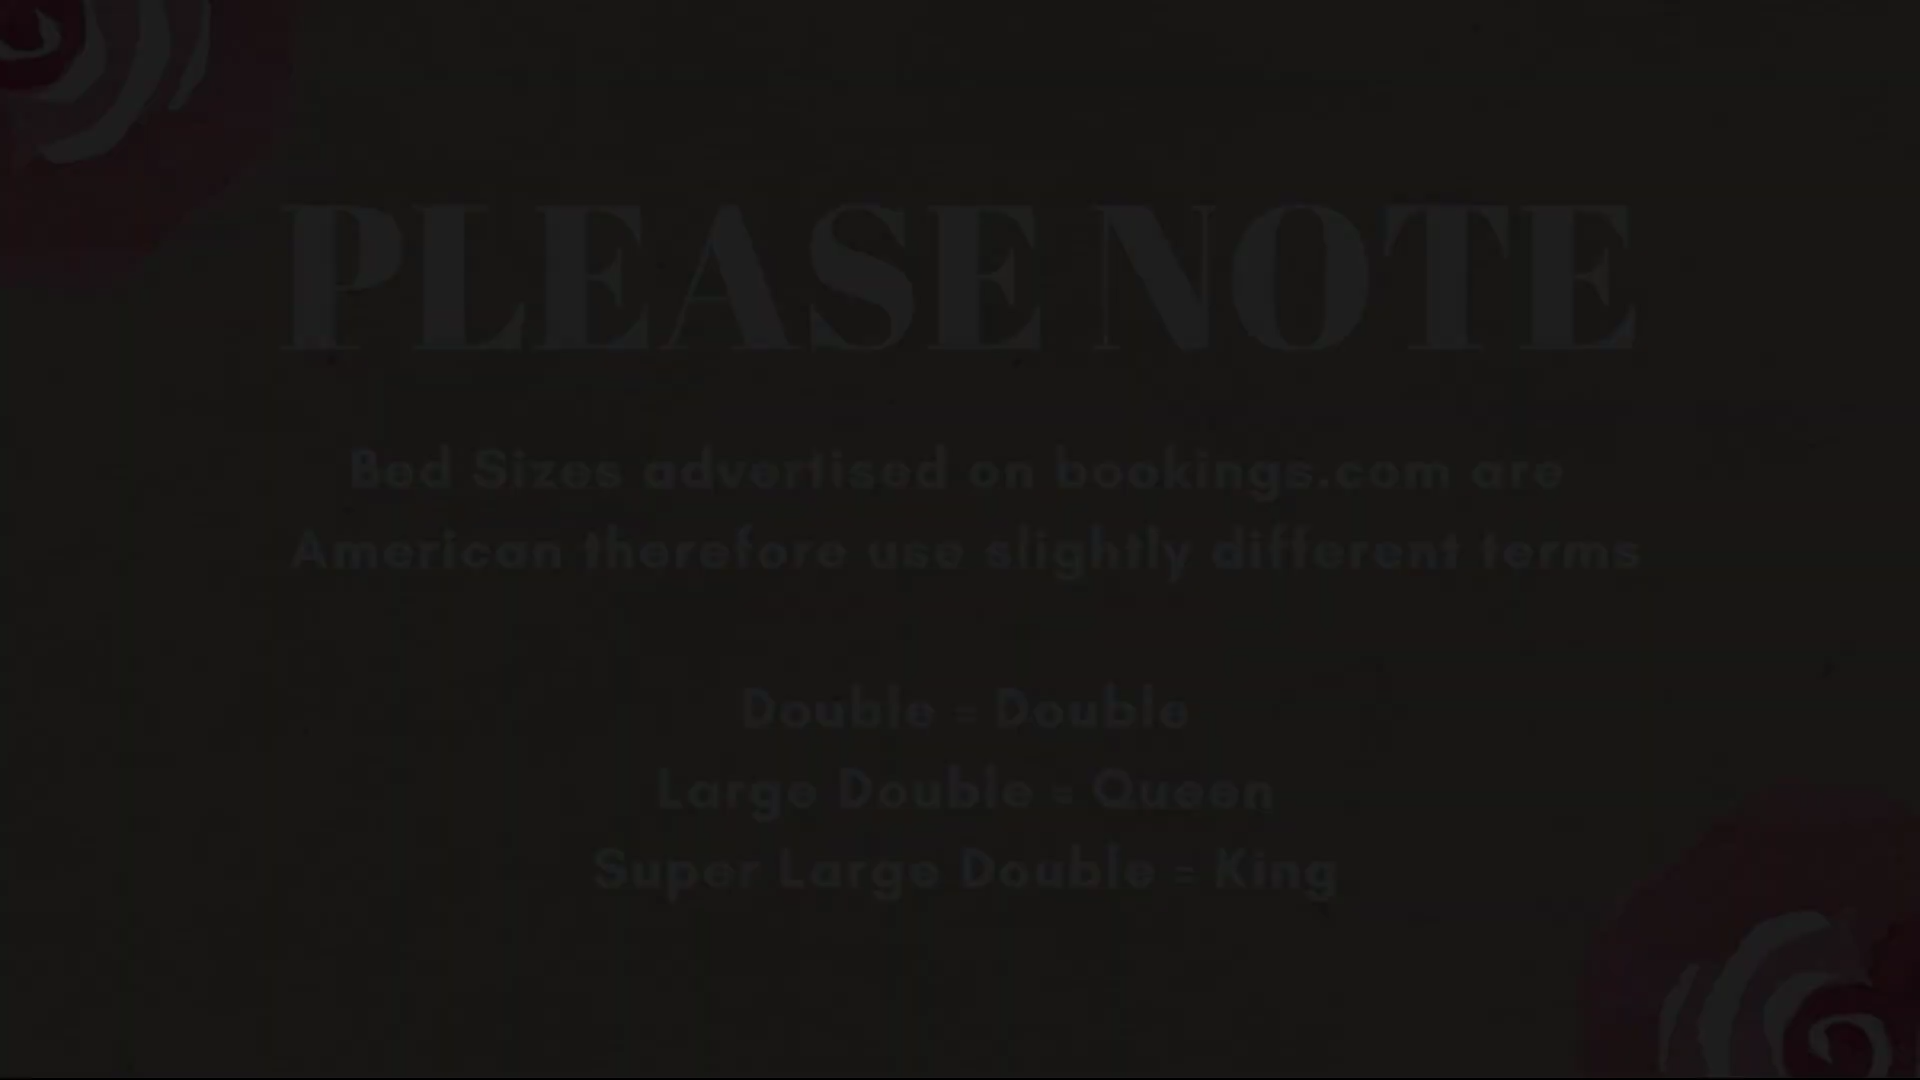 PLEASE NOTE
Bed Sizes advertised on bookings.com are
American therefore use slightly different terms
Double = Double
Large Double = Queen
Super Large Double = King